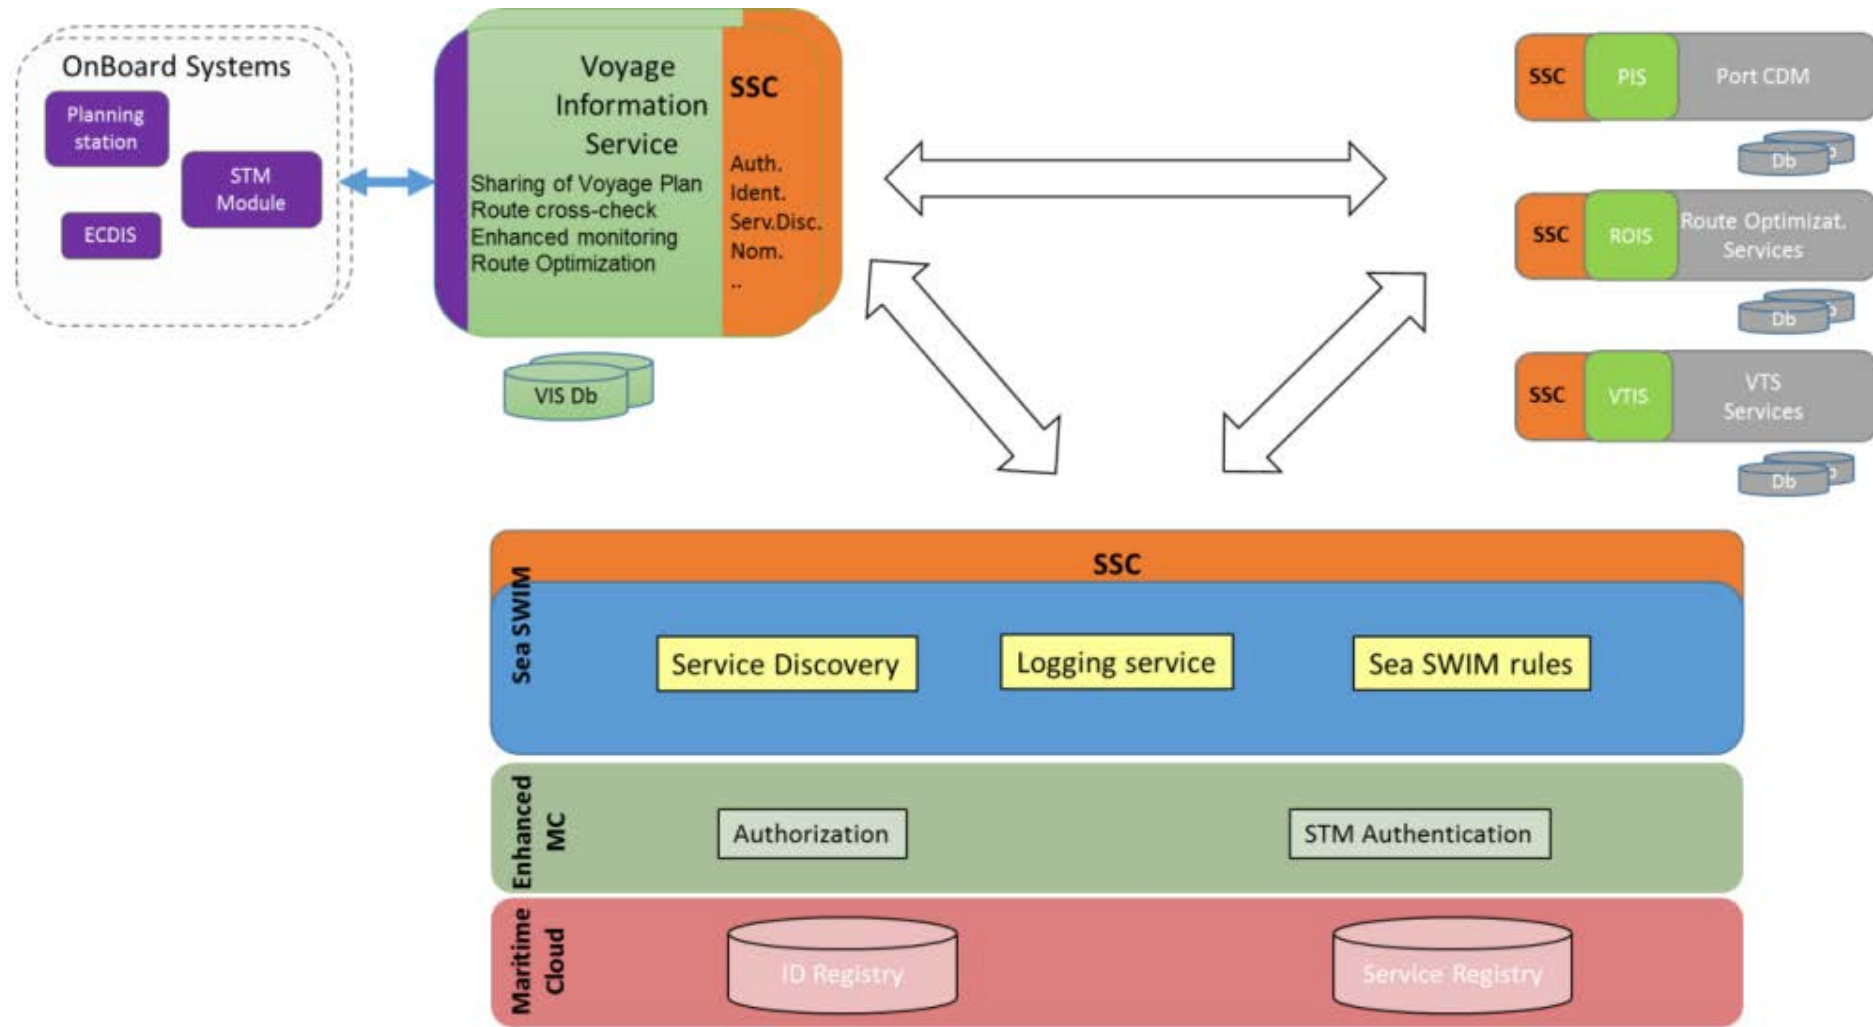 OnBoard Systems
Planning
station
STM
Module
ECDIS
Voyage
Information
Service
Sharing of Voyage Plan
Route cross-check
Enhanced monitoring
Route Optimization
SSC
Auth.
Ident.
Serv.Disc.
Nom.
..
VIS Db
SSC
PIS
Port CDM
Db
b
SSC
ROIS
Route Optimizat.
Services
Db
b
SSC
VTIS
VTS
Services
Db
b
SSC
Sea SWIM
Service Discovery
Logging service
Sea SWIM rules
Enhanced
MC
Authorization
STM Authentication
Maritime
Cloud
ID Registry
Service Registry